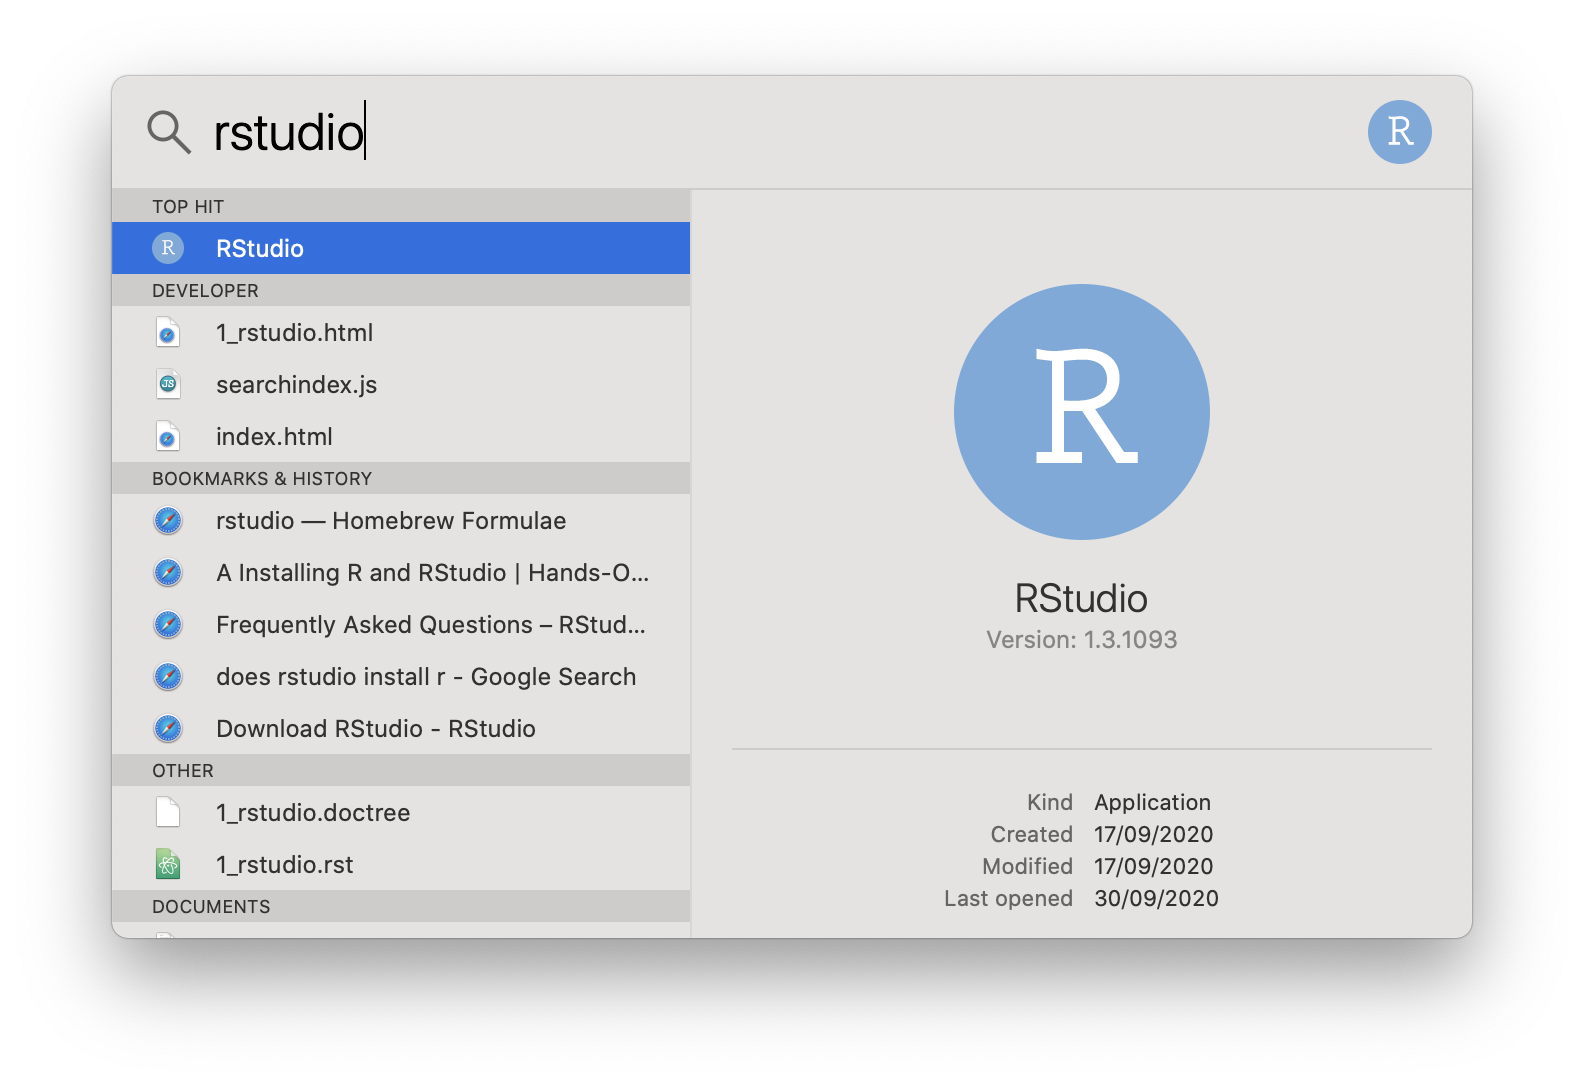 rstudio
R
TOP HIT
R
RStudio
DEVELOPER
1_rstudio.html
JS
searchindex.js
index.html
BOOKMARKS & HISTORY
rstudio — Homebrew Formulae
A Installing R and RStudio | Hands-O...
Frequently Asked Questions – RStud...
does rstudio install r - Google Search
Download RStudio - RStudio
OTHER
1_rstudio.doctree
1_rstudio.rst
DOCUMENTS
R
RStudio
Version: 1.3.1093
Kind Application
Created 17/09/2020
Modified 17/09/2020
Last opened 30/09/2020